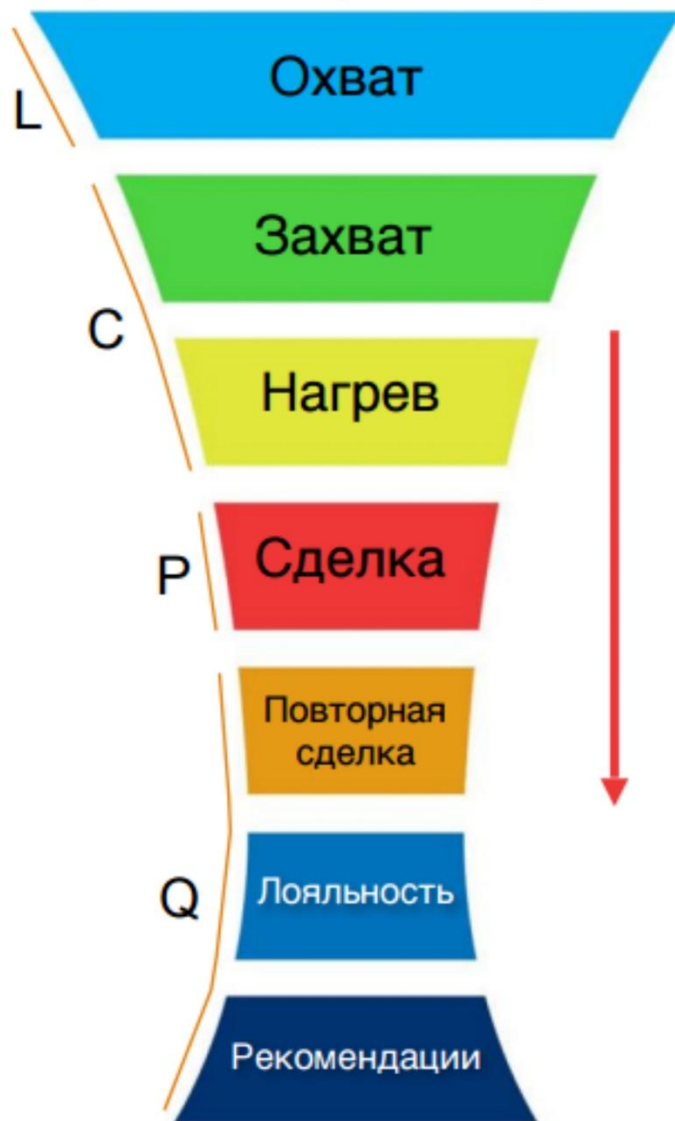 Охват
L
Захват
C
Нагрев
Сделка
P
Повторная
сделка
Лояльность
Q
Рекомендации